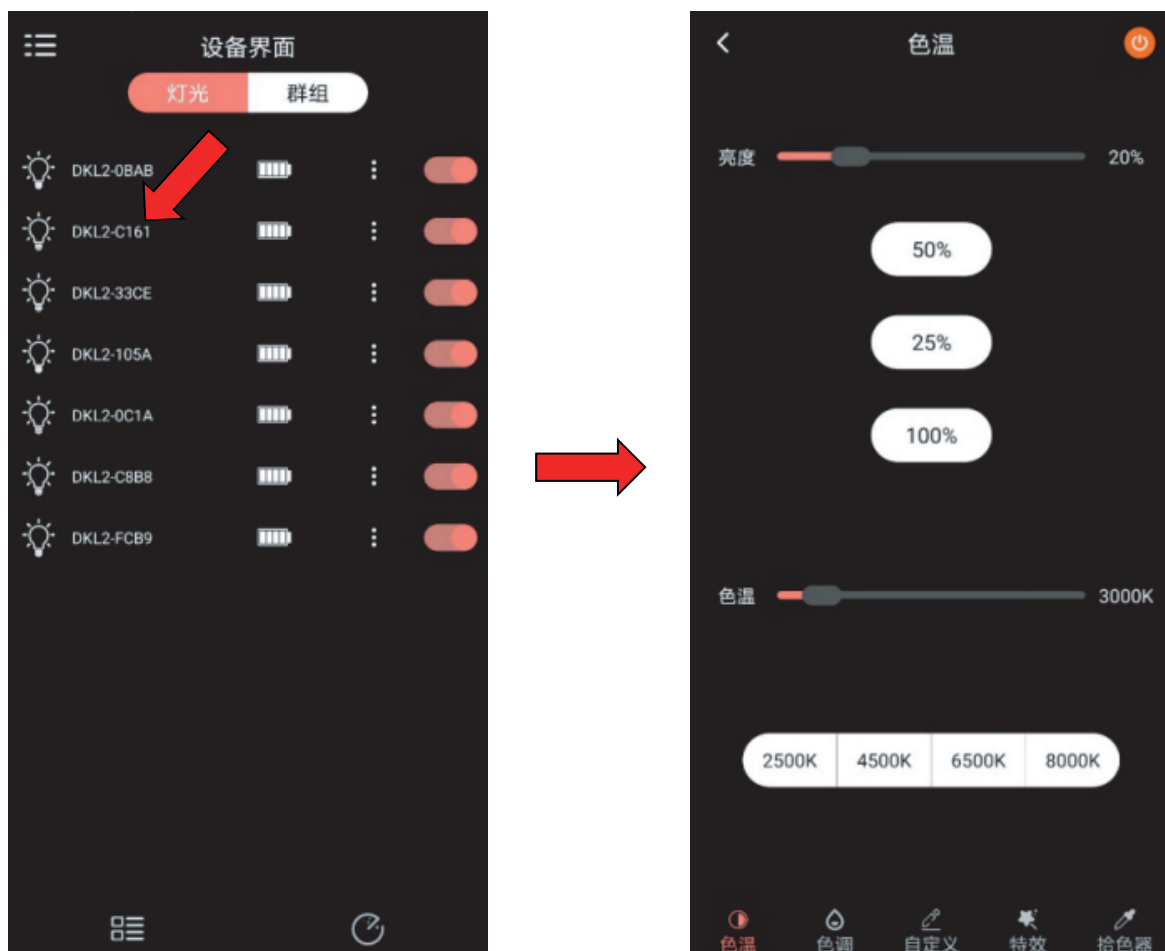 设备界面
灯光 群组
DKL2-0BAB
DKL2-C161
DKL2-33CE
DKL2-105A
DKL2-0C1A
DKL2-C8B8
DKL2-FCB9
色温
亮度 20%
50%
25%
100%
色温 3000K
2500K 4500K 6500K 8000K
色温 色调 自定义 特效 拾色器